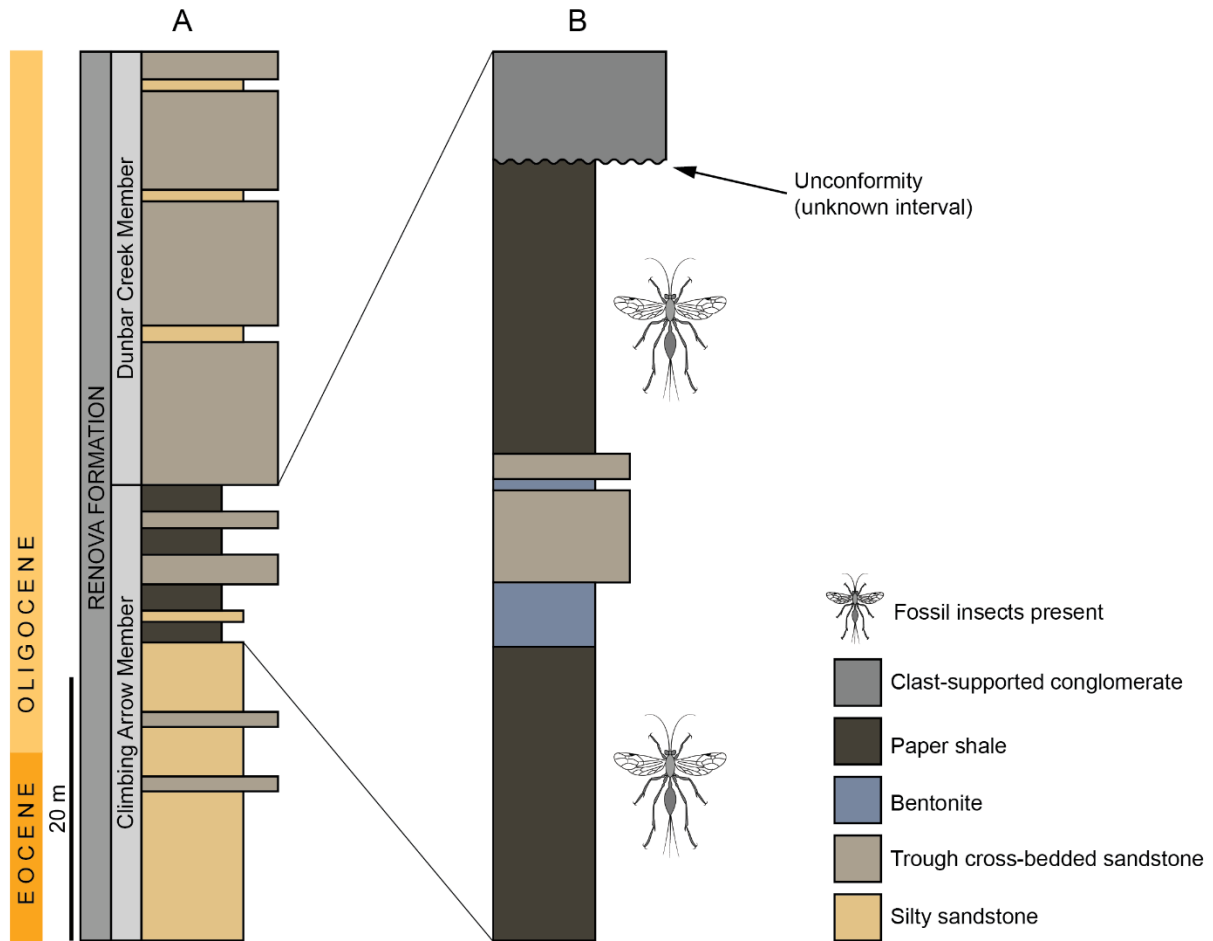 A
B
OLIGOCENE
EOCENE
20 m
RENOVA FORMATION
Dunbar Creek Member
Climbing Arrow Member
Unconformity
(unknown interval)
Fossil insects present
Clast-supported conglomerate
Paper shale
Bentonite
Trough cross-bedded sandstone
Silty sandstone